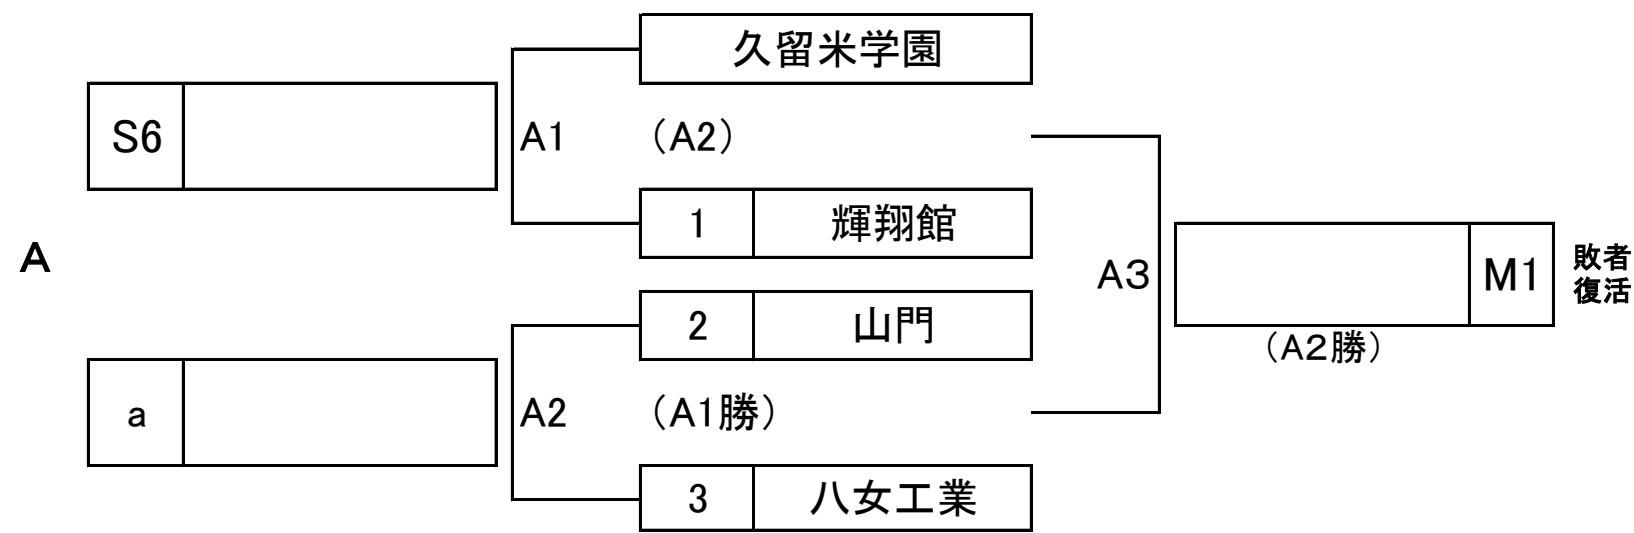 久留米学園
S6
A1
（A2）
1
輝翔館
A
A3
M1
敗者
復活
2
山門
（A2勝）
a
A2
（A1勝）
3
八女工業